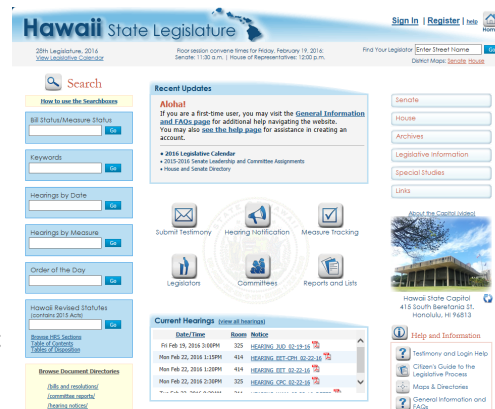 Hawaii State Legislature
Sign In | Register | help
Home
28th Legislature, 2016
View Legislative Calendar
Floor session convene times for Friday, February 19, 2016:
Senate: 11:30 a.m. | House of Representatives: 12:00 p.m.
Find Your Legislator Enter Street Name Go
District Maps: Senate House
Search
How to use the Searchboxes
Bill Status/Measure Status
Go
Keywords
Go
Hearings by Date
Go
Hearings by Measure
Go
Order of the Day
Go
Hawaii Revised Statutes
(contains 2015 Acts)
Go
Browse HRS Sections
Table of Contents
Tables of Disposition
Browse Document Directories
/bills and resolutions/
/committee reports/
/hearing notices/
Recent Updates
Aloha!
If you are a first-time user, you may visit the General Information
and FAQs page for additional help navigating the website.
You may also see the help page for assistance in creating an
account.
• 2016 Legislative Calendar
• 2015-2016 Senate Leadership and Committee Assignments
• House and Senate Directory
Submit Testimony
Hearing Notification
Measure Tracking
Legislators
Committees
Reports and Lists
Current Hearings (view all hearings)
Date/Time Room Notice
Fri Feb 19, 2016 2:00PM 325 HEARING_JUD_02-19-16
Mon Feb 22, 2016 1:15PM 414 HEARING_EET-CPH_02-22-16
Mon Feb 22, 2016 1:20PM 414 HEARING_EET_02-22-16
Mon Feb 22, 2016 2:30PM 325 HEARING_CPC_02-22-16
Senate
House
Archives
Legislative Information
Special Studies
Links
About the Capitol (video)
Hawaii State Capitol
415 South Beretania St.
Honolulu, HI 96813
Help and Information
Testimony and Login Help
Citizen's Guide to the
Legislative Process
Maps & Directories
General Information and
FAQs